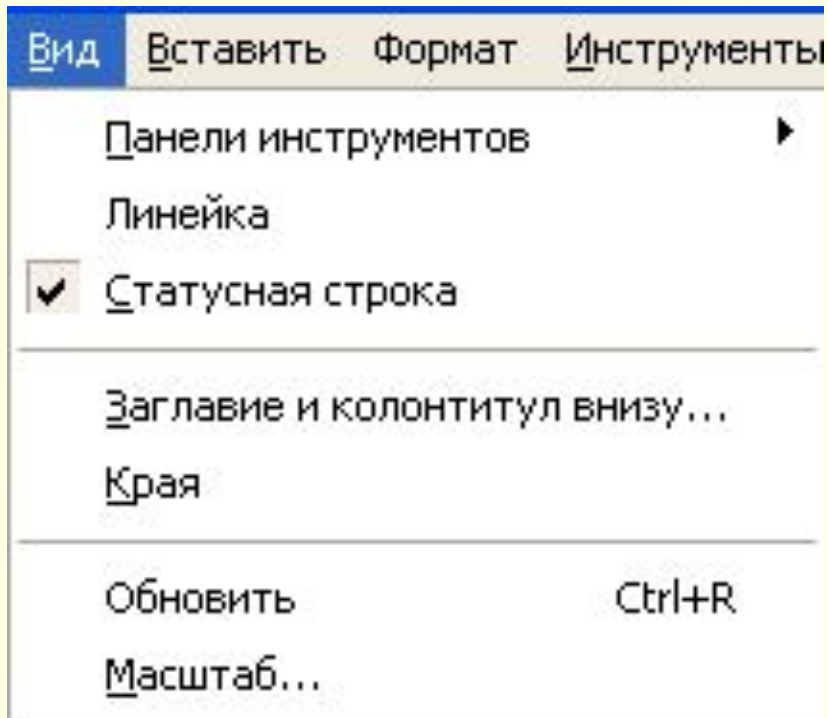 Вид Вставить Формат Инструменты
Панели инструментов
Линейка
Статусная строка
Заглавие и колонтитул внизу...
Края
Обновить Ctrl+R
Масштаб...